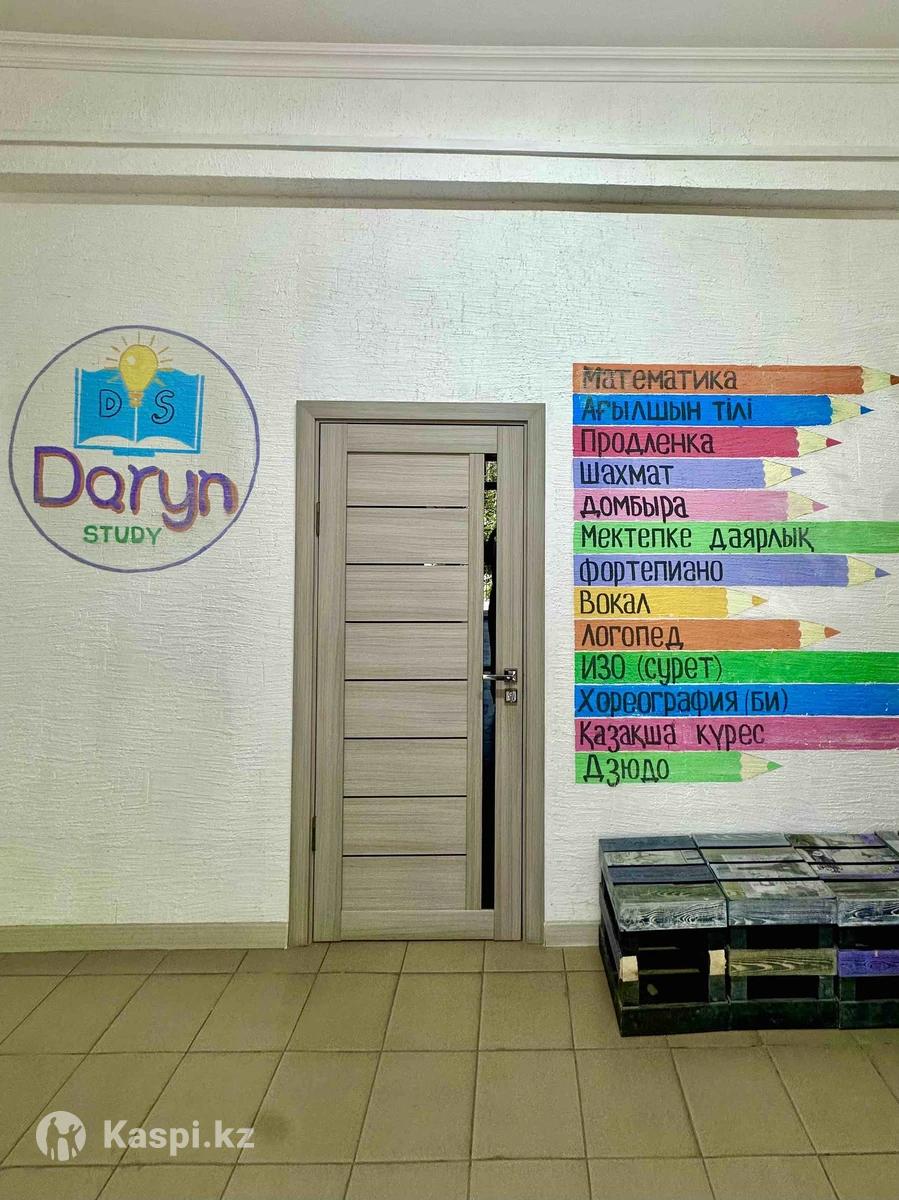 D S
Daryn
STUDY
Математика
Ағылшын тілі
Продленка
Шахмат
Домбыра
Мектепке даярлық
Фортепиано
Вокал
Логопед
ИЗО (сурет)
Хореография (би)
Қазақша күрес
Дзюдо
Kaspi.kz